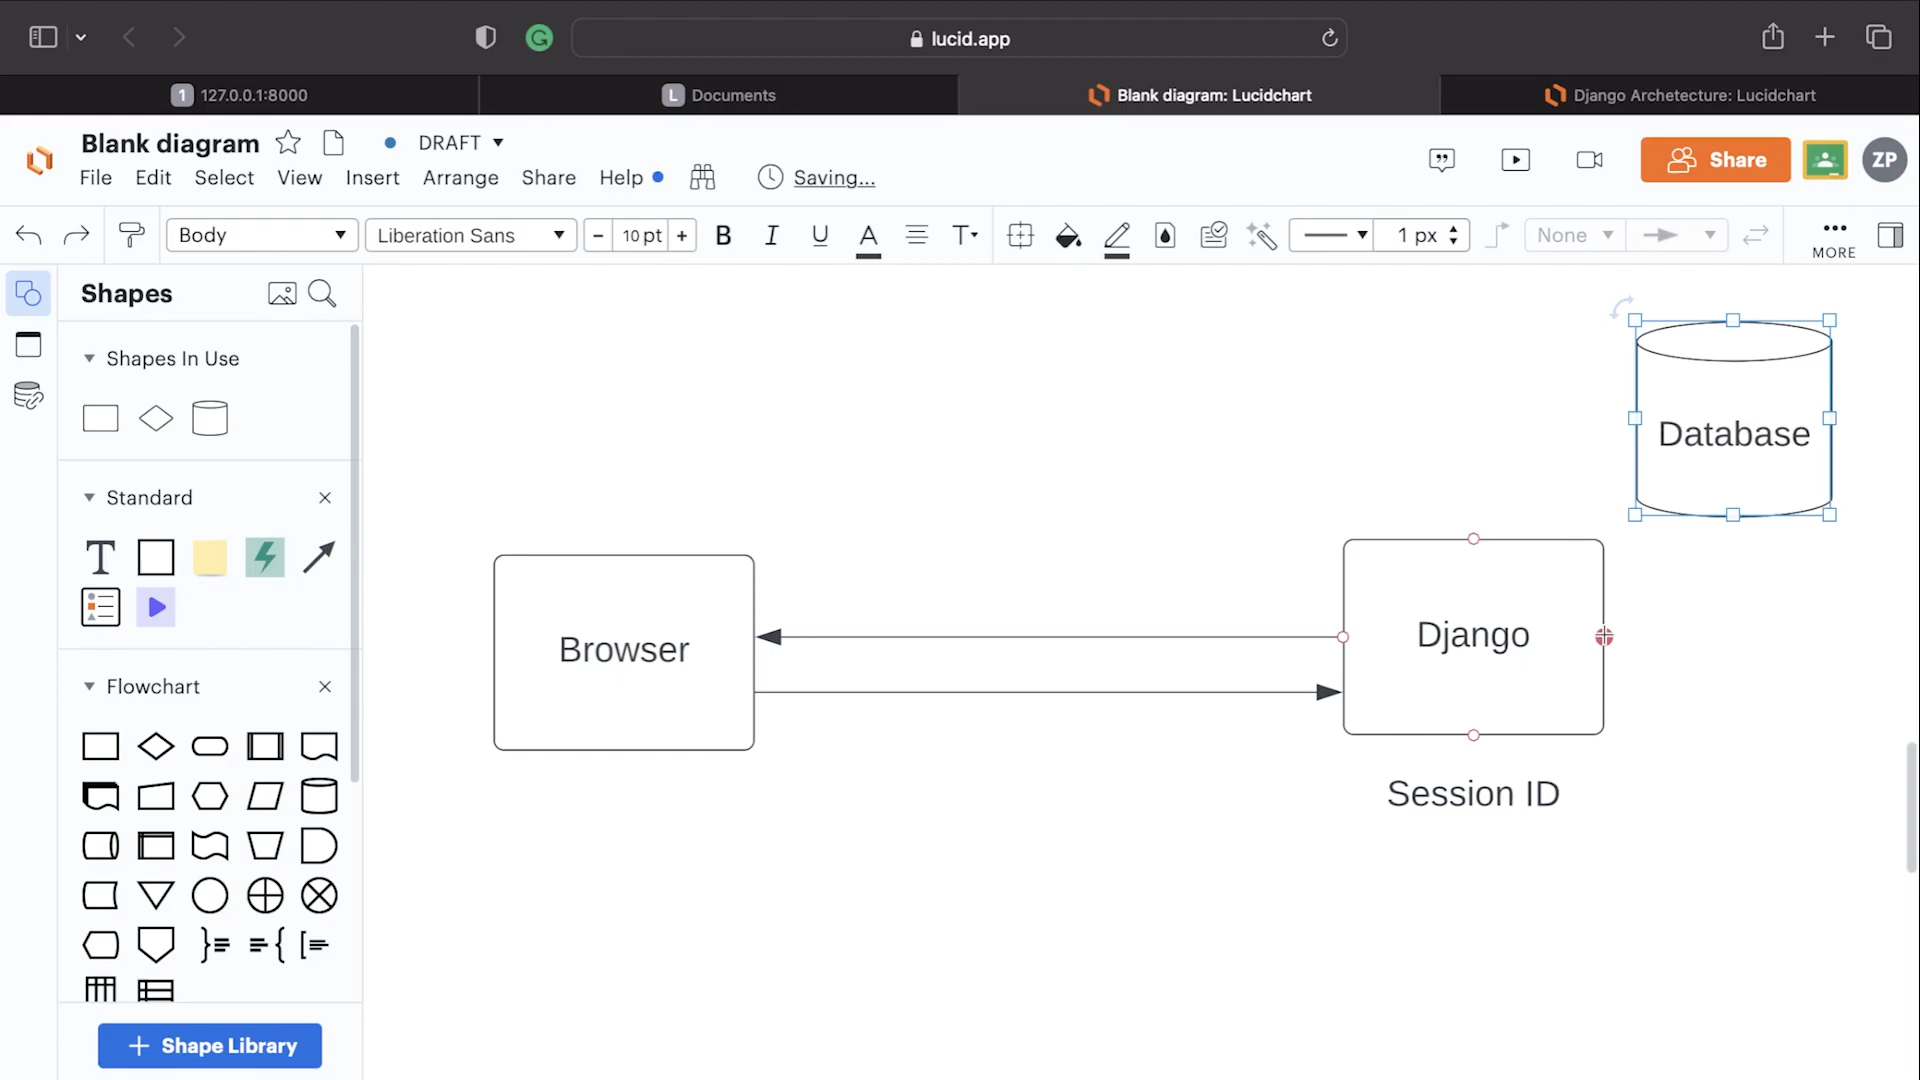 lucid.app
1 127.0.0.1:8000
L Documents
Blank diagram: Lucidchart
Django Archetecture: Lucidchart
Blank diagram
DRAFT
File Edit Select View Insert Arrange Share Help
Saving...
Share
ZP
Body
Liberation Sans
- 10 pt +
B I U A T
1 px
None
MORE
Shapes
Shapes In Use
Standard
T
Flowchart
+ Shape Library
Database
Browser
Django
Session ID